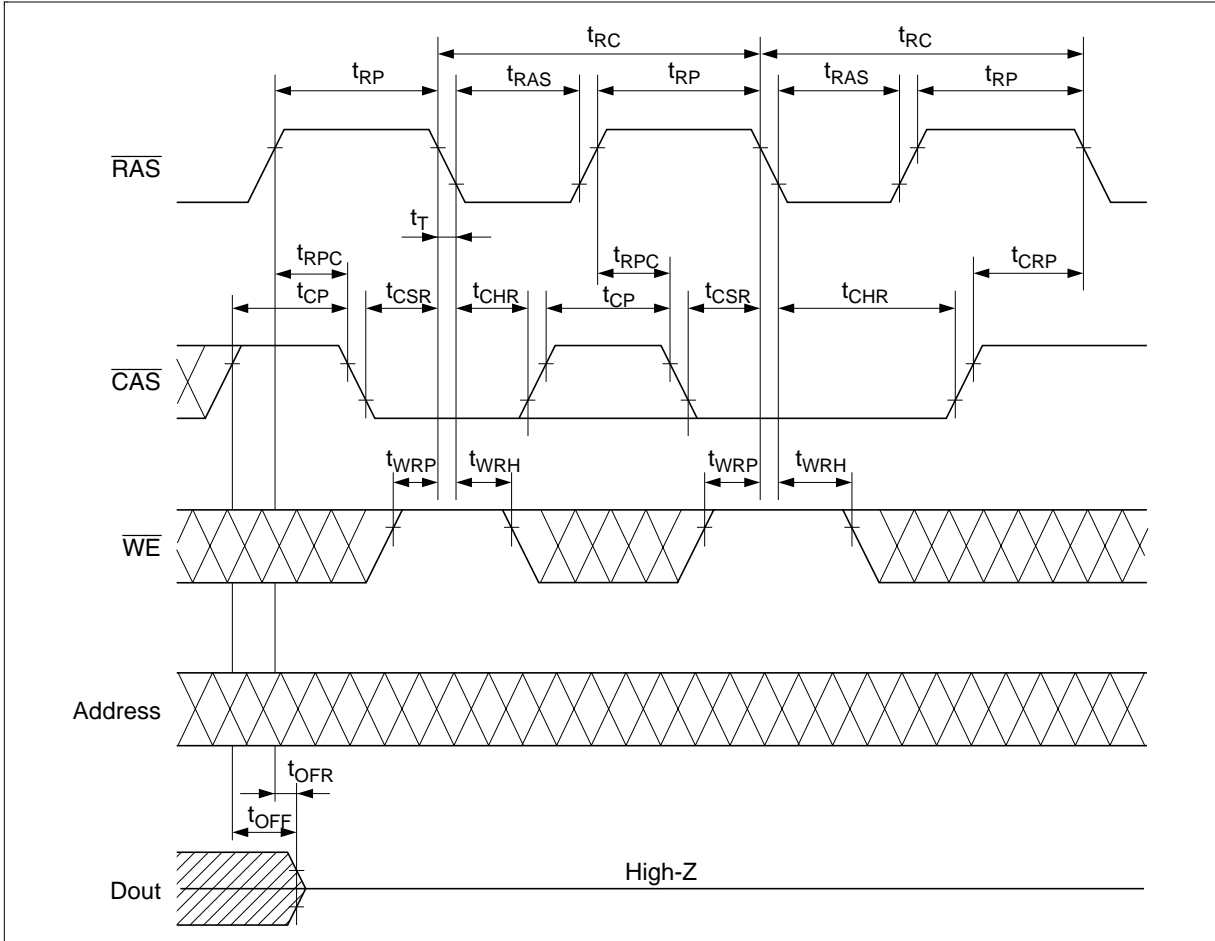 tRC tRC
tRP tRAS tRP tRAS tRP
RAS
tT
tRPC tRPC tCRP
tCP tCSR tCHR tCP tCSR tCHR
CAS
tWRP tWRH tWRP tWRH
WE
Address
tOFR
tOFF
High-Z
Dout